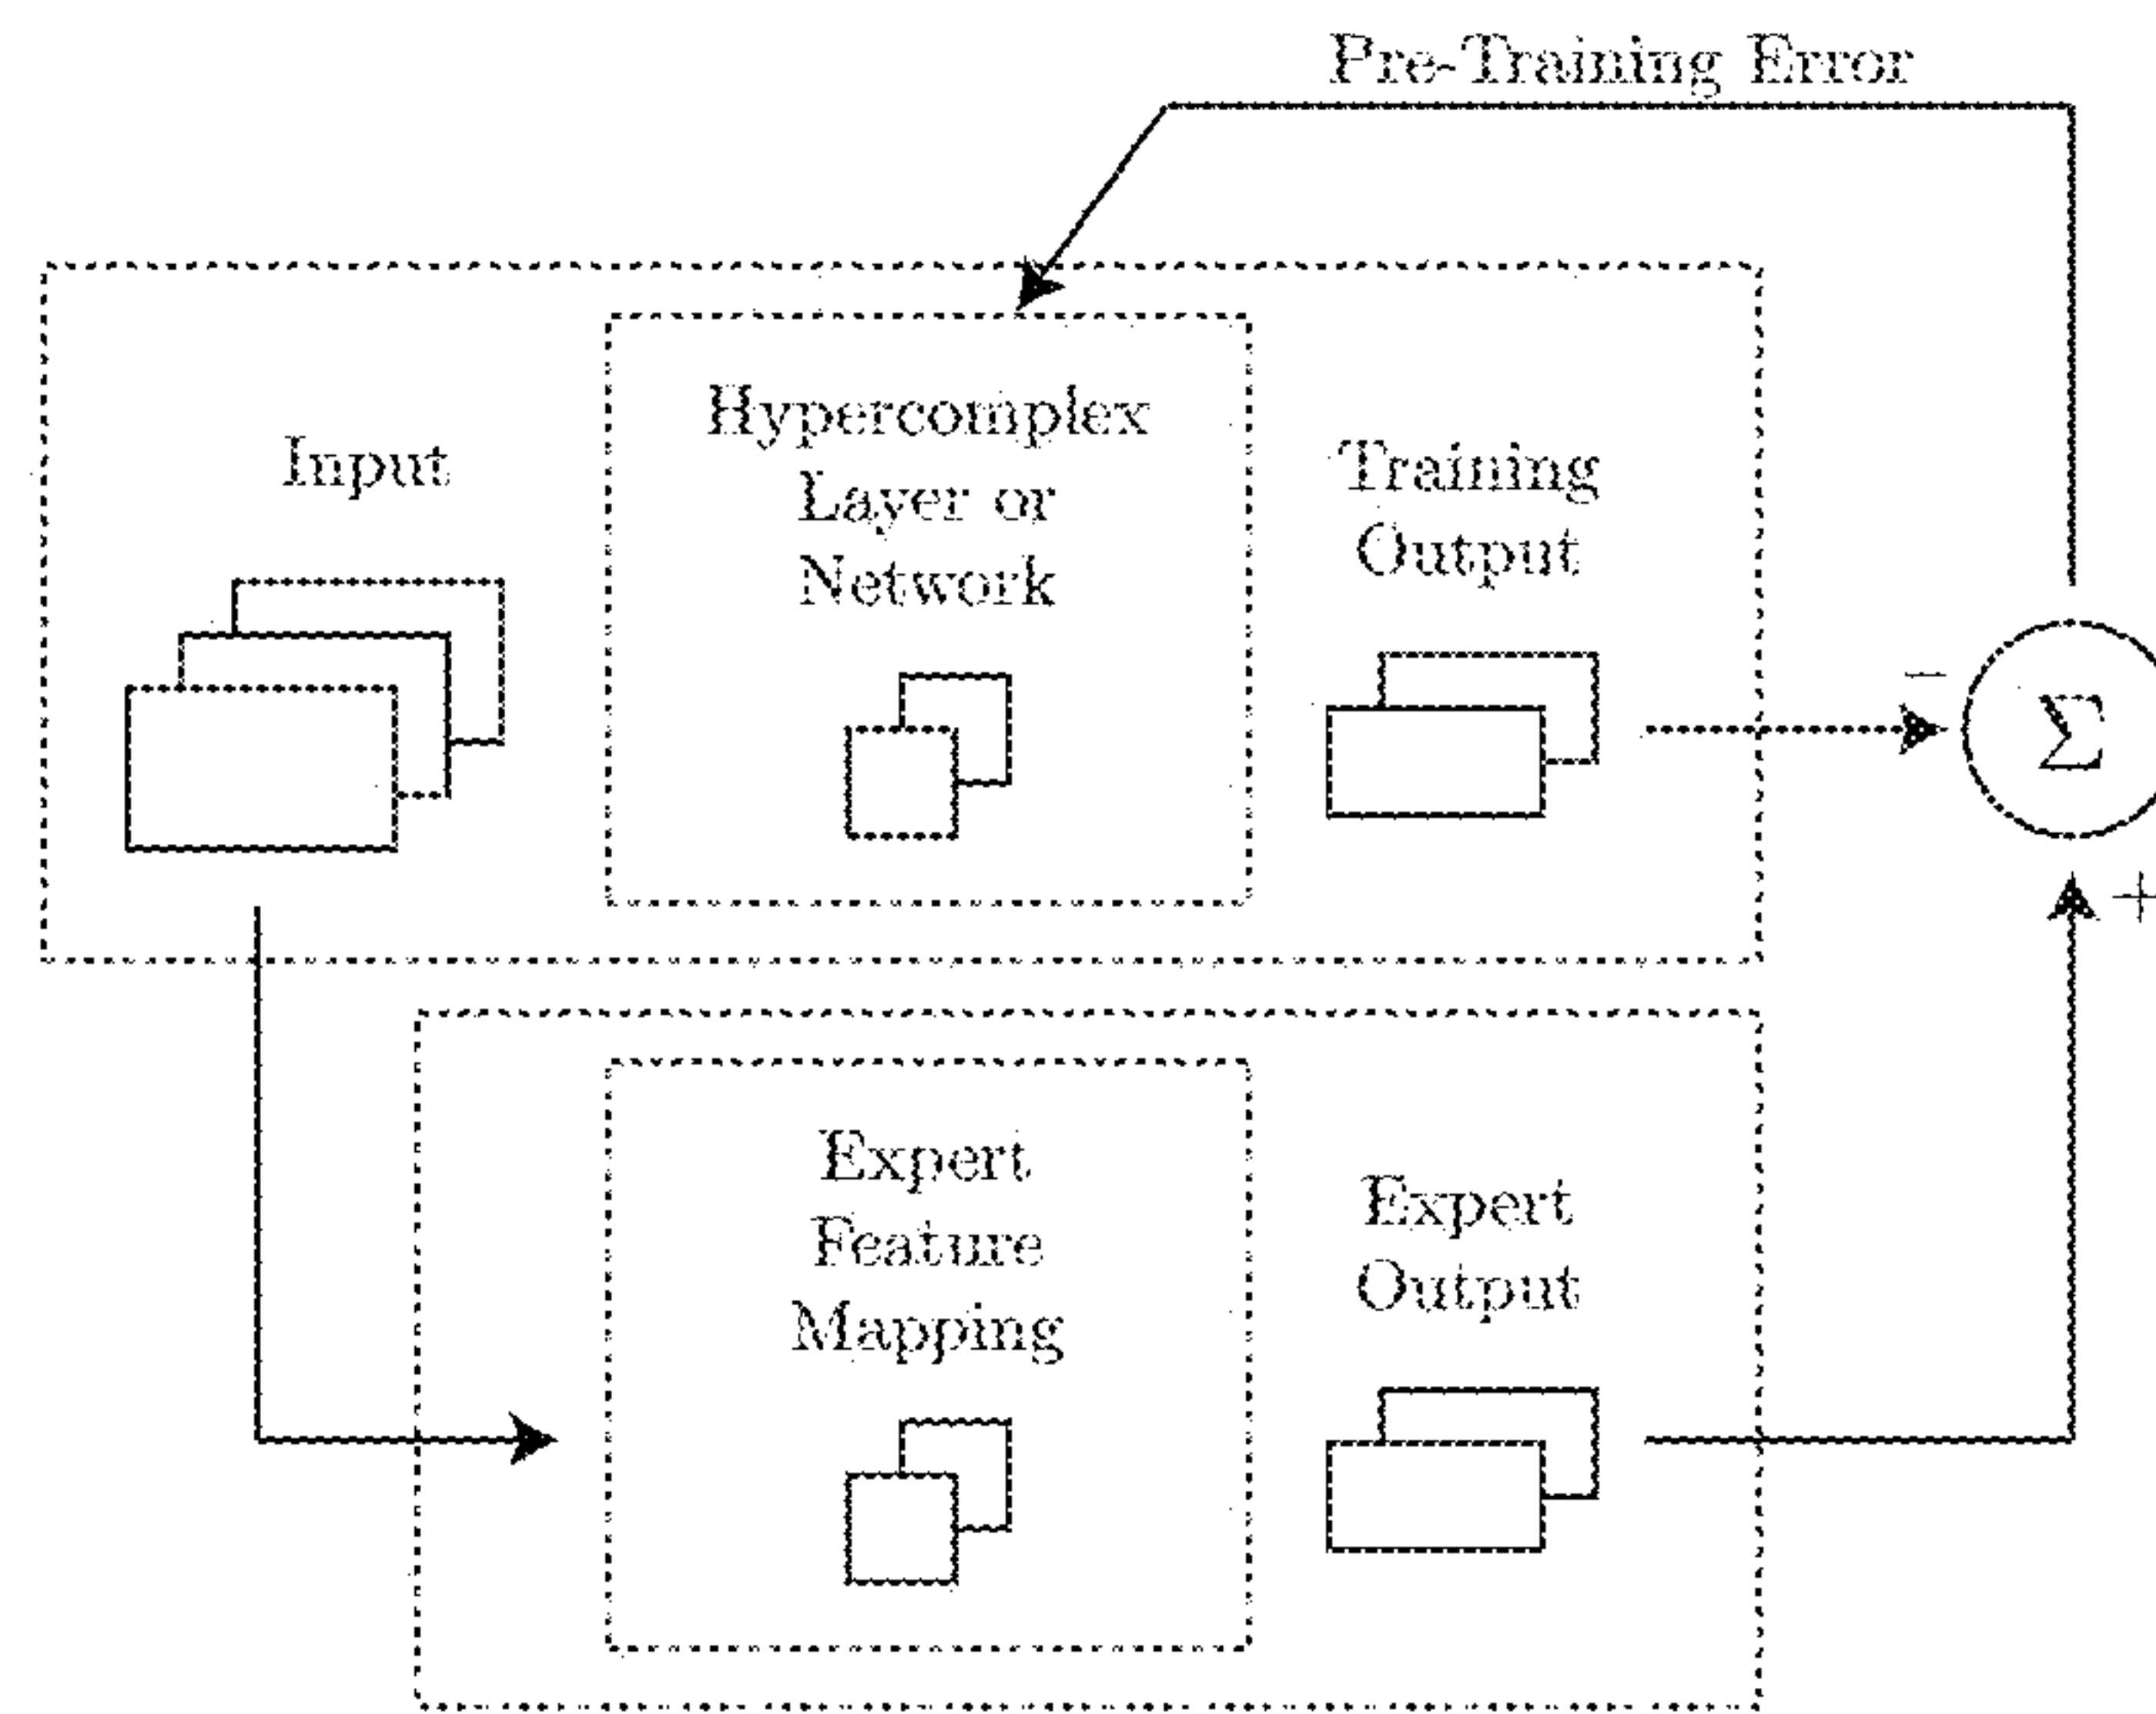 Pre-Training Error
Input
Hypercomplex
Layer or
Network
Training
Output
−
Σ
+
Expert
Feature
Mapping
Expert
Output